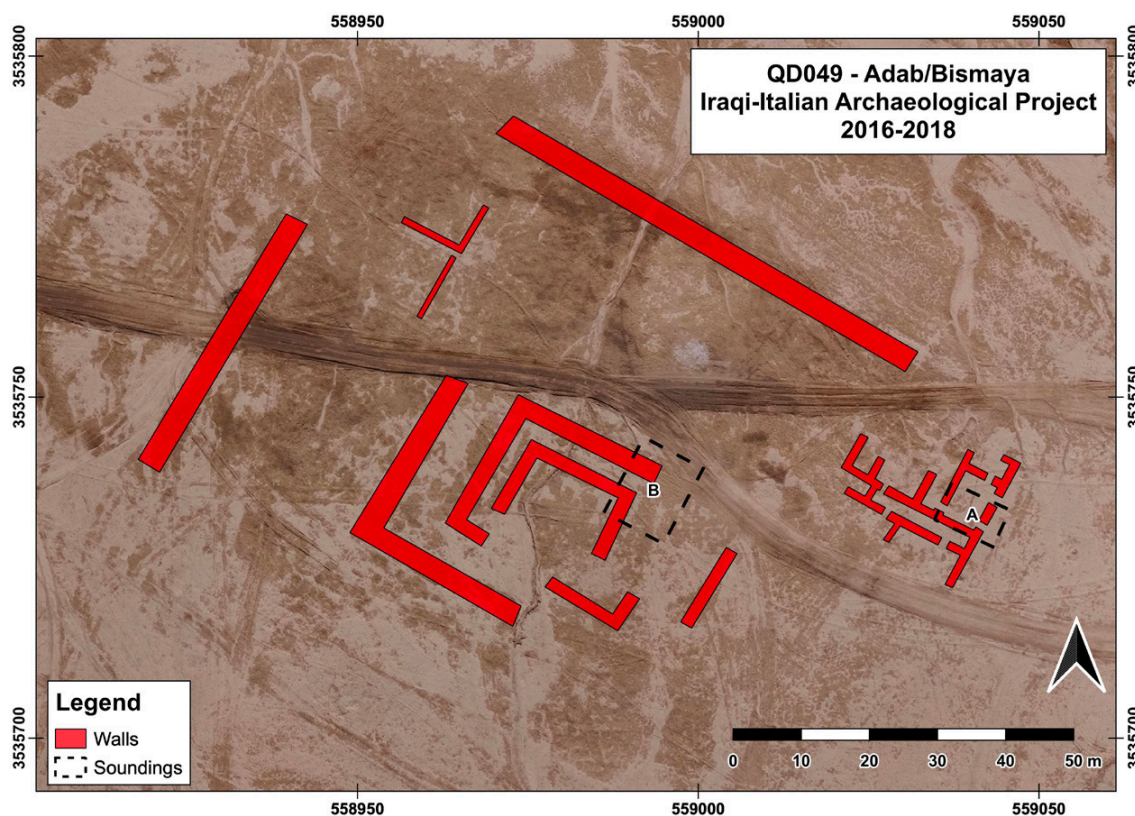 558950 559000 559050
3535800 3535800
QD049 - Adab/Bismaya
Iraqi-Italian Archaeological Project
2016-2018
3535750 3535750
B
A
Legend
Walls
Soundings
0 10 20 30 40 50 m
3535700 3535700
558950 559000 559050